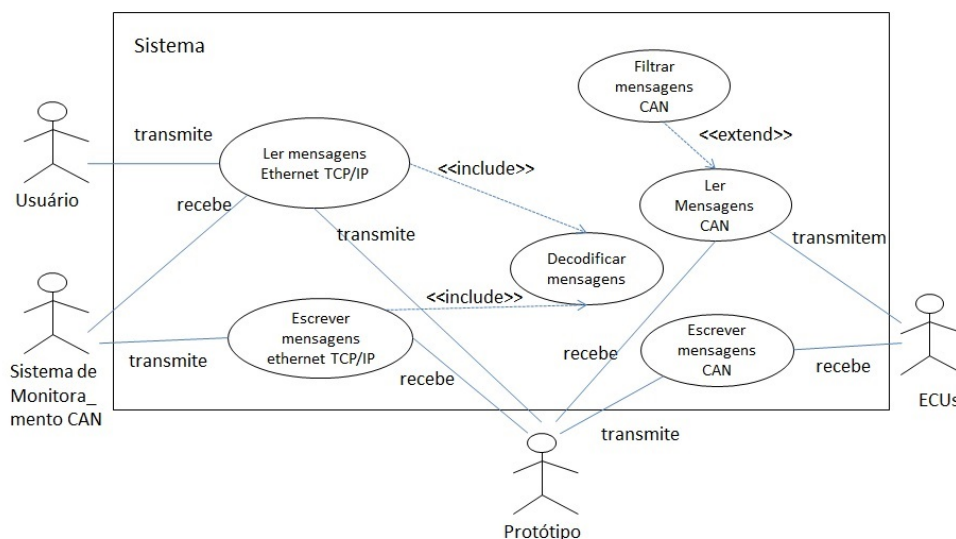 Sistema
Filtrar
mensagens
CAN
transmite
<<extend>>
Ler mensagens
Ethernet TCP/IP
<<include>>
Usuário
recebe
Ler
Mensagens
CAN
transmite
transmitem
Decodificar
mensagens
<<include>>
Escrever
mensagens
ethernet TCP/IP
Escrever
mensagens
CAN
transmite
recebe
recebe
recebe
Sistema de
Monitora_
mento CAN
ECUs
transmite
Protótipo